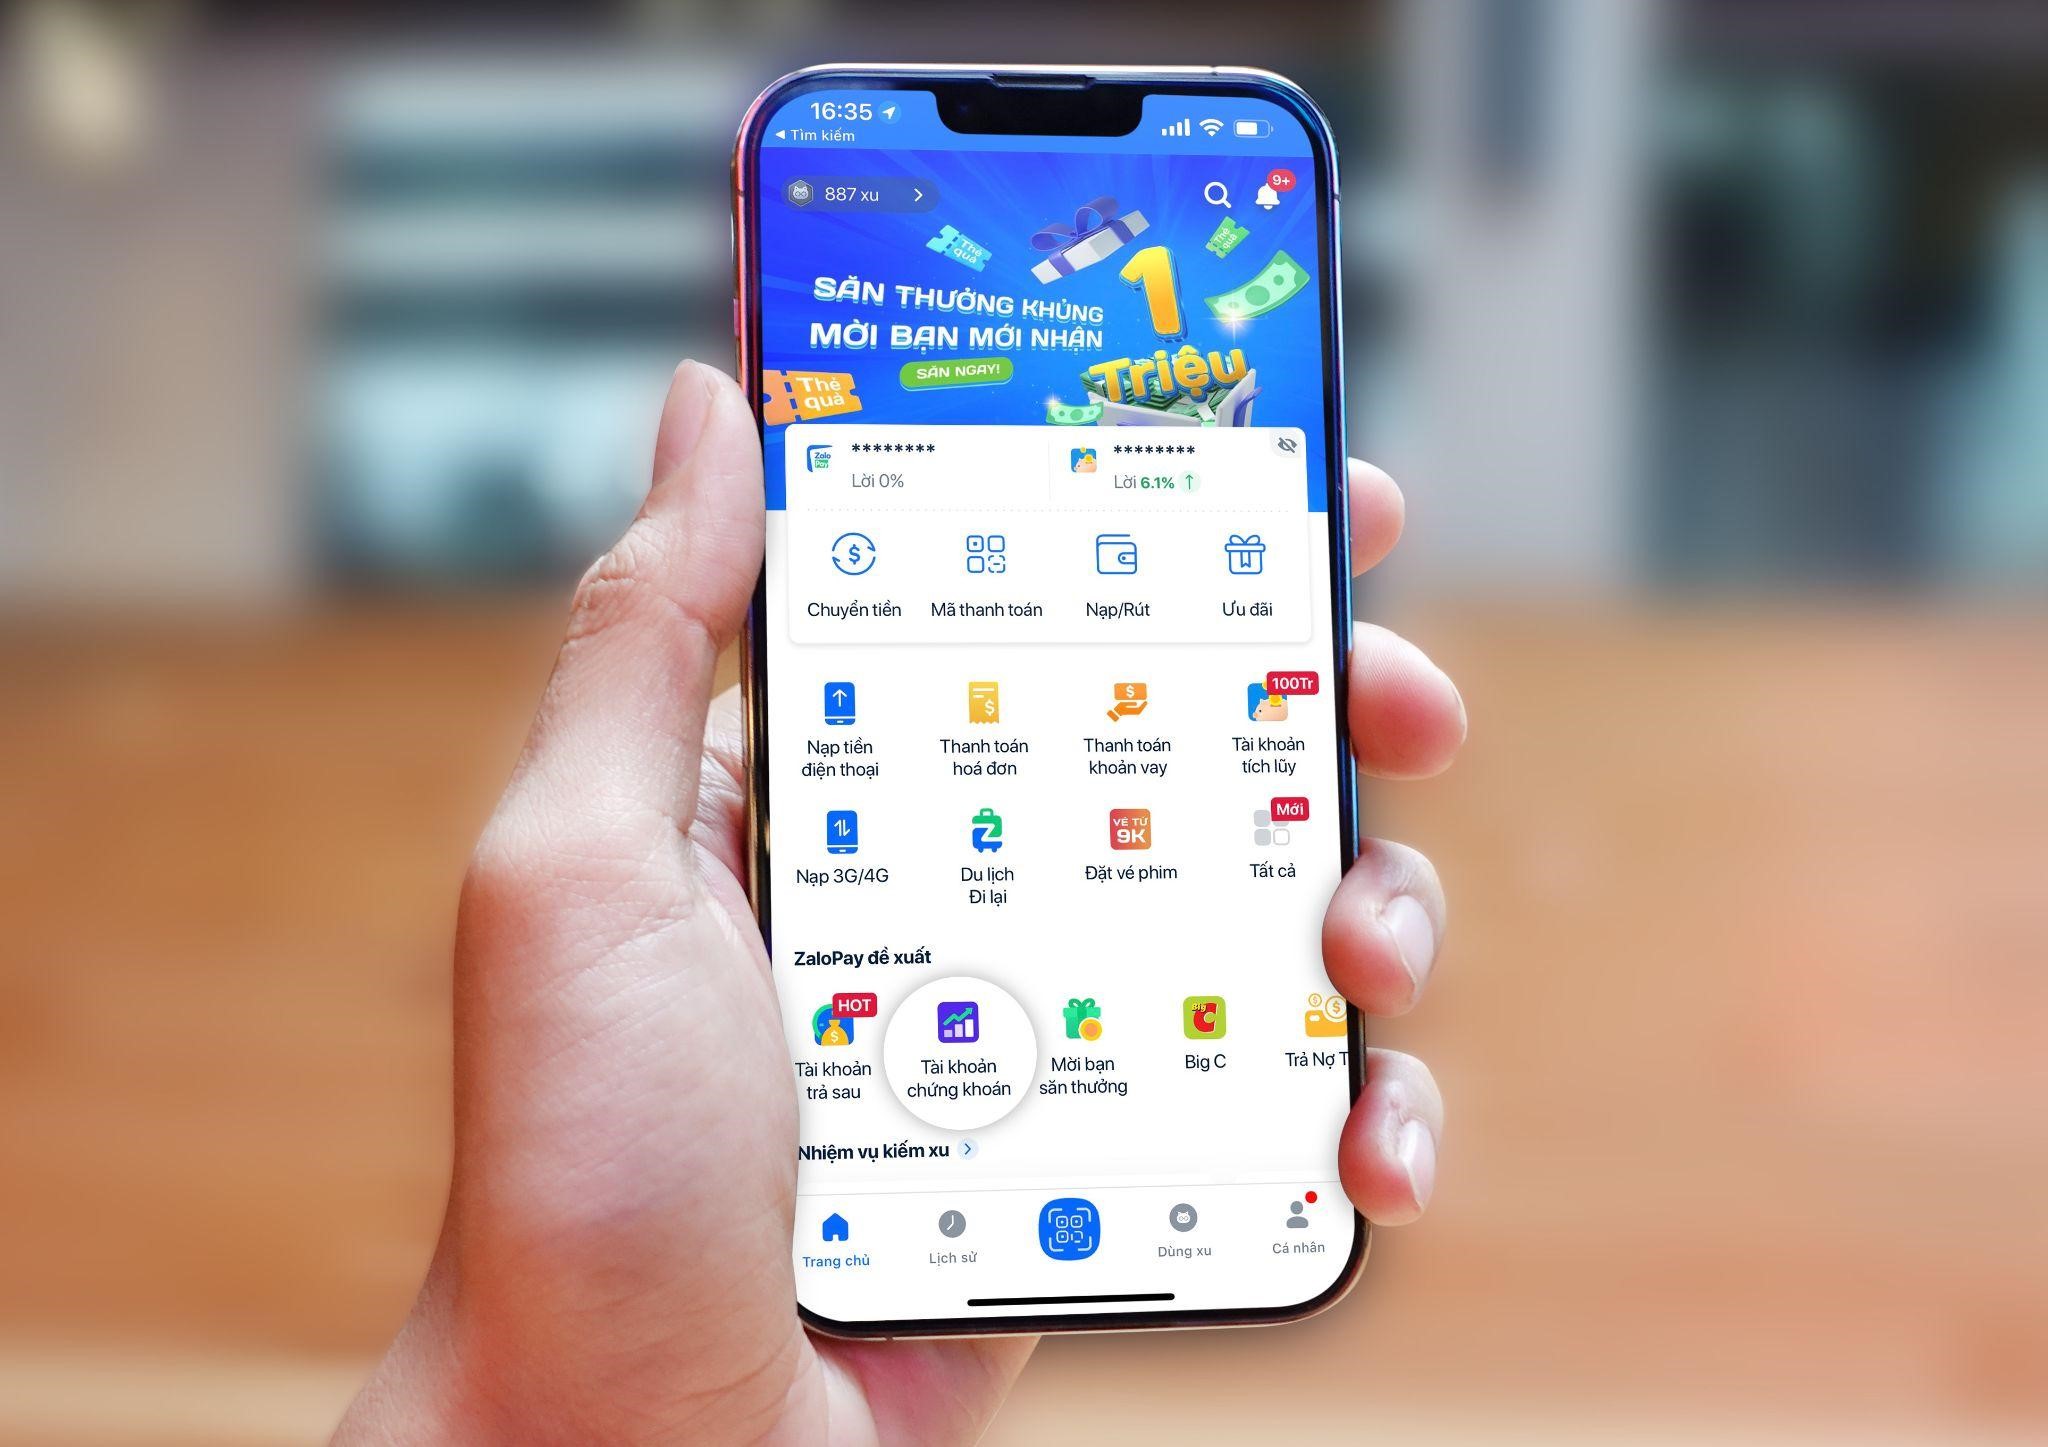 16:35
◀ Tìm kiếm
887 xu
9+
Thẻ quà
Thẻ quà
SĂN THƯỞNG KHỦNG
MỜI BẠN MỚI NHẬN
SĂN NGAY!
1
Triệu
Thẻ quà
Zalo Pay
********
Lời 0%
********
Lời 6.1%
Chuyển tiền
Mã thanh toán
Nạp/Rút
Ưu đãi
100Tr
Nạp tiền
điện thoại
Thanh toán
hoá đơn
Thanh toán
khoản vay
Tài khoản
tích lũy
VÉ TỪ
9K
Mới
Nạp 3G/4G
Du lịch
Đi lại
Đặt vé phim
Tất cả
ZaloPay đề xuất
HOT
Tài khoản
trả sau
Tài khoản
chứng khoán
Mời bạn
săn thưởng
Big C
Big C
Trả Nợ T
Nhiệm vụ kiếm xu
Trang chủ
Lịch sử
Dùng xu
Cá nhân